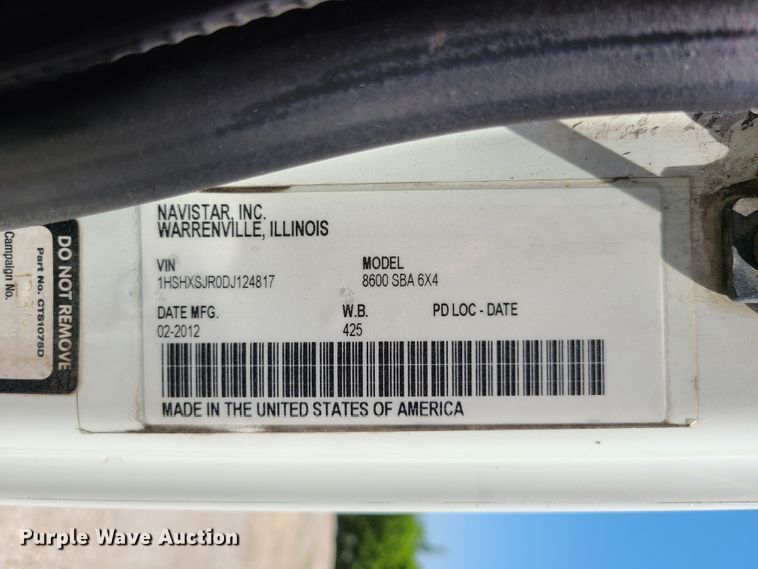 NAVISTAR, INC.
WARRENVILLE, ILLINOIS
VIN MODEL
1HSHXSJR0DJ124817 8600 SBA 6X4
DATE MFG. W.B. PD LOC - DATE
02-2012 425
MADE IN THE UNITED STATES OF AMERICA
DO NOT REMOVE
Part No. CTS1075D
Campaign No.
Purple Wave Auction